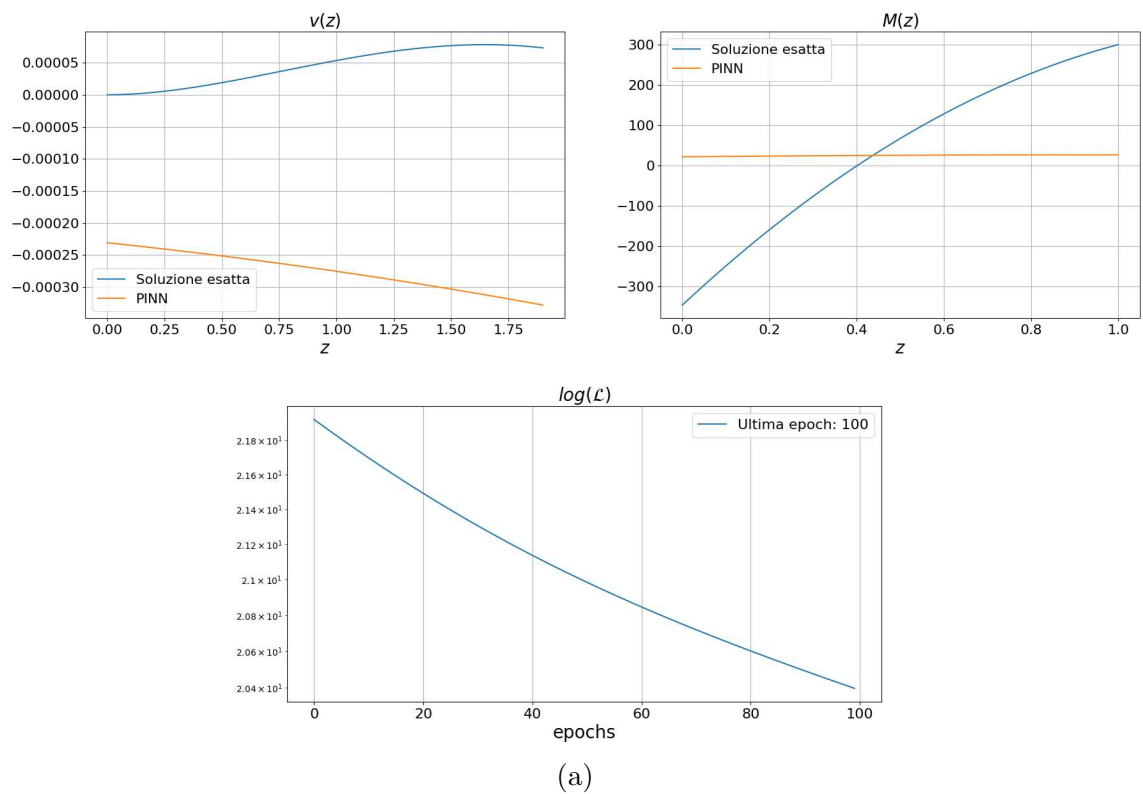 v(z)
0.00005
0.00000
−0.00005
−0.00010
−0.00015
−0.00020
−0.00025
−0.00030
Soluzione esatta
PINN
0.00 0.25 0.50 0.75 1.00 1.25 1.50 1.75
z
M(z)
Soluzione esatta
PINN
300
200
100
0
−100
−200
−300
0.0 0.2 0.4 0.6 0.8 1.0
z
log(ℒ)
Ultima epoch: 100
2.18 × 10¹
2.16 × 10¹
2.14 × 10¹
2.12 × 10¹
2.1 × 10¹
2.08 × 10¹
2.06 × 10¹
2.04 × 10¹
0 20 40 60 80 100
epochs
(a)